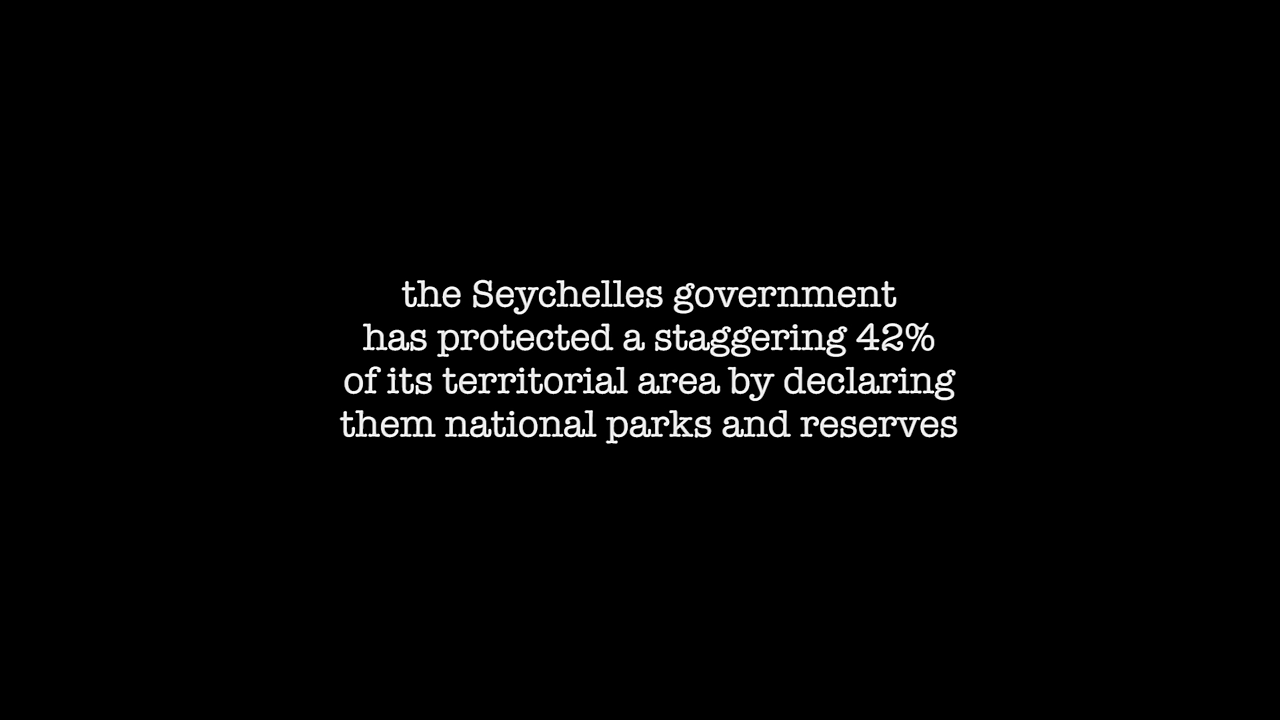 the Seychelles government
has protected a staggering 42%
of its territorial area by declaring
them national parks and reserves